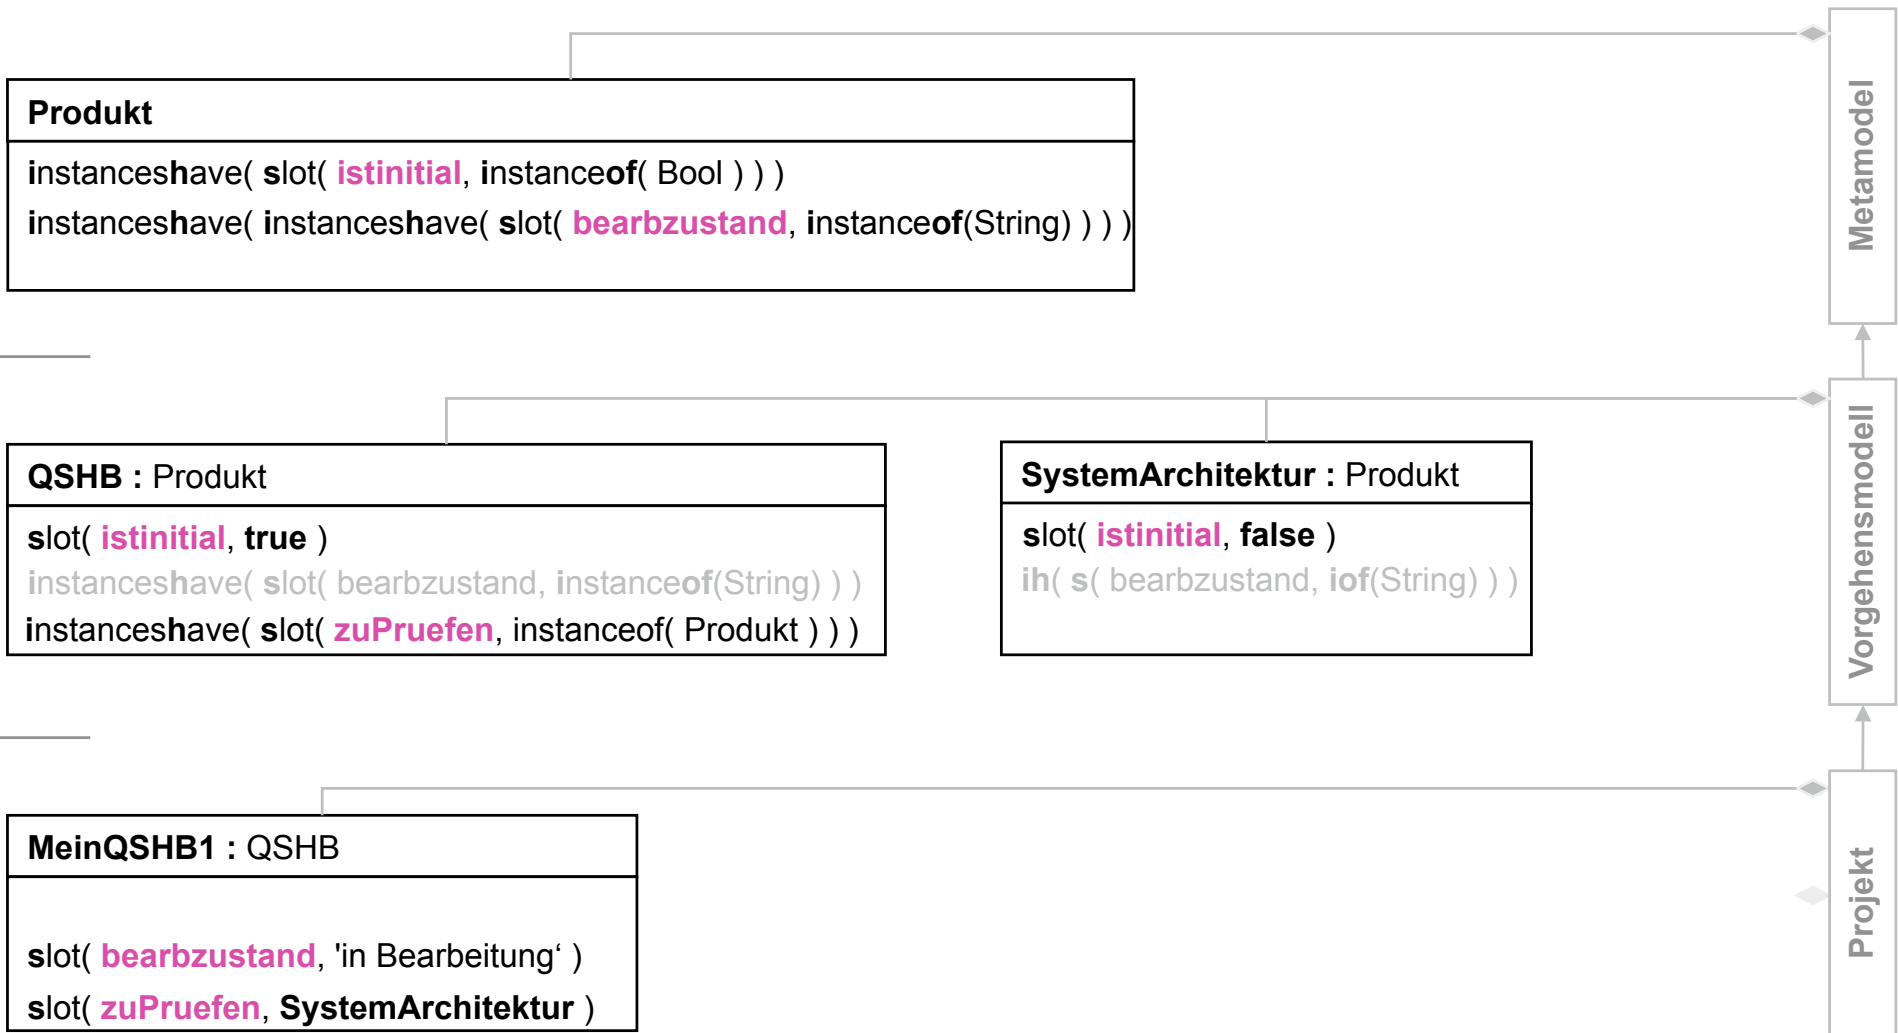 Metamodel
Produkt
instanceshave( slot( istinitial, instanceof( Bool ) ) )
instanceshave( instanceshave( slot( bearbzustand, instanceof(String) ) ) )
Vorgehensmodell
QSHB : Produkt
slot( istinitial, true )
instanceshave( slot( bearbzustand, instanceof(String) ) )
instanceshave( slot( zuPruefen, instanceof( Produkt ) ) )
SystemArchitektur : Produkt
slot( istinitial, false )
ih( s( bearbzustand, iof(String) ) )
Projekt
MeinQSHB1 : QSHB
slot( bearbzustand, 'in Bearbeitung‘ )
slot( zuPruefen, SystemArchitektur )